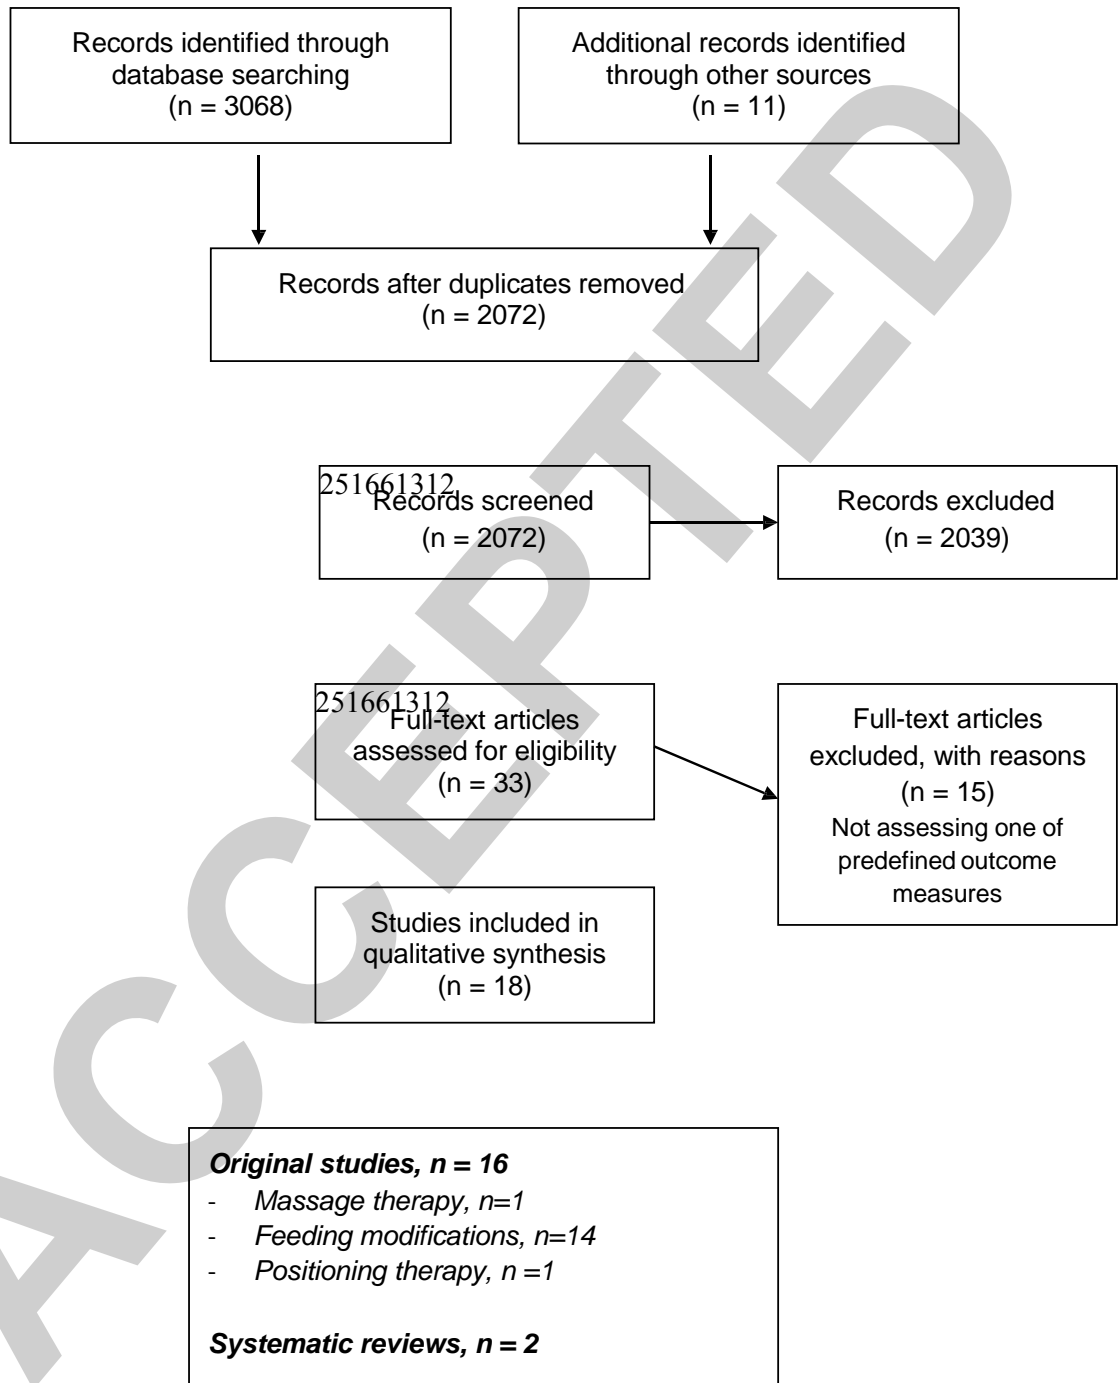 Records identified through
database searching
(n = 3068)
Additional records identified
through other sources
(n = 11)
Records after duplicates removed
(n = 2072)
251661312
Records screened
(n = 2072)
Records excluded
(n = 2039)
251661312
Full-text articles
assessed for eligibility
(n = 33)
Full-text articles
excluded, with reasons
(n = 15)
Not assessing one of
predefined outcome
measures
Studies included in
qualitative synthesis
(n = 18)
Original studies, n = 16
- Massage therapy, n=1
- Feeding modifications, n=14
- Positioning therapy, n =1
Systematic reviews, n = 2
ACCEPTED